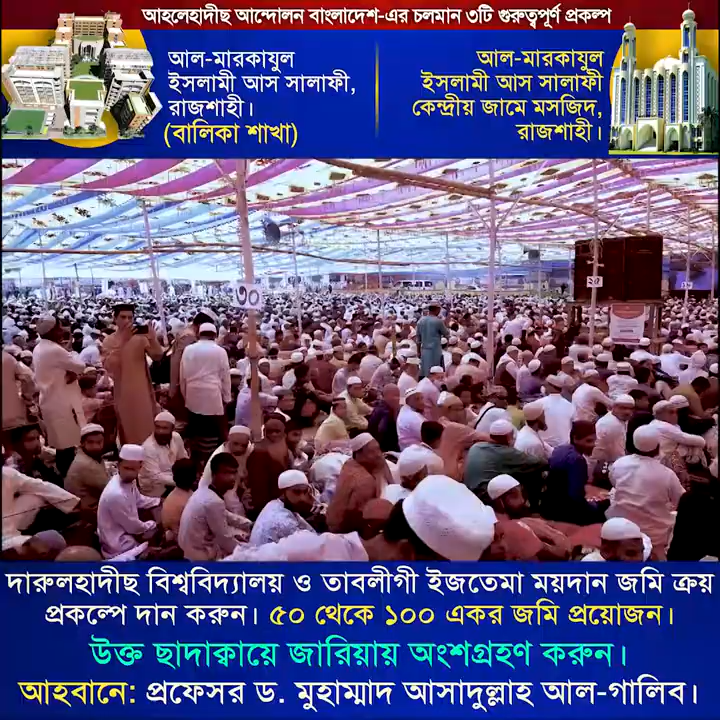 আহলেহাদীছ আন্দোলন বাংলাদেশ-এর চলমান ৩টি গুরুত্বপূর্ণ প্রকল্প
আল-মারকাযুল
ইসলামী আস সালাফী,
রাজশাহী।
(বালিকা শাখা)
আল-মারকাযুল
ইসলামী আস সালাফী
কেন্দ্রীয় জামে মসজিদ,
রাজশাহী।
৩০
২৫
দারুলহাদীছ বিশ্ববিদ্যালয় ও তাবলীগী ইজতেমা ময়দান জমি ক্রয়
প্রকল্পে দান করুন। ৫০ থেকে ১০০ একর জমি প্রয়োজন।
উক্ত ছাদাক্বায়ে জারিয়ায় অংশগ্রহণ করুন।
আহবানে: প্রফেসর ড. মুহাম্মাদ আসাদুল্লাহ আল-গালিব।